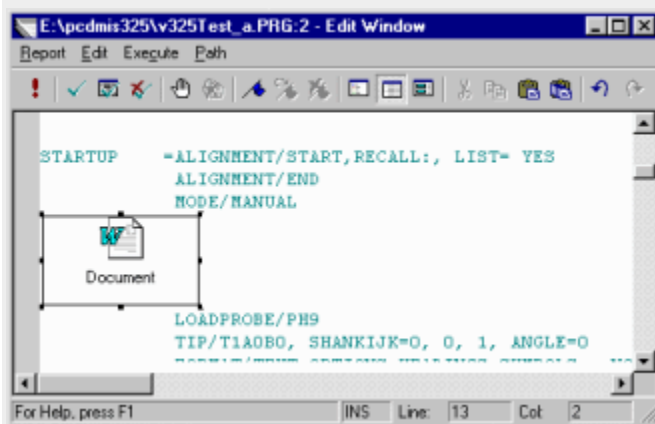 E:\pcdmis325\v325Test_a.PRG:2 - Edit Window
Report Edit Execute Path
STARTUP =ALIGNMENT/START,RECALL:, LIST= YES
ALIGNMENT/END
MODE/MANUAL
Document
LOADPROBE/PH9
TIP/T1A0B0, SHANKIJK=0, 0, 1, ANGLE=0
For Help, press F1 INS Line: 13 Col: 2